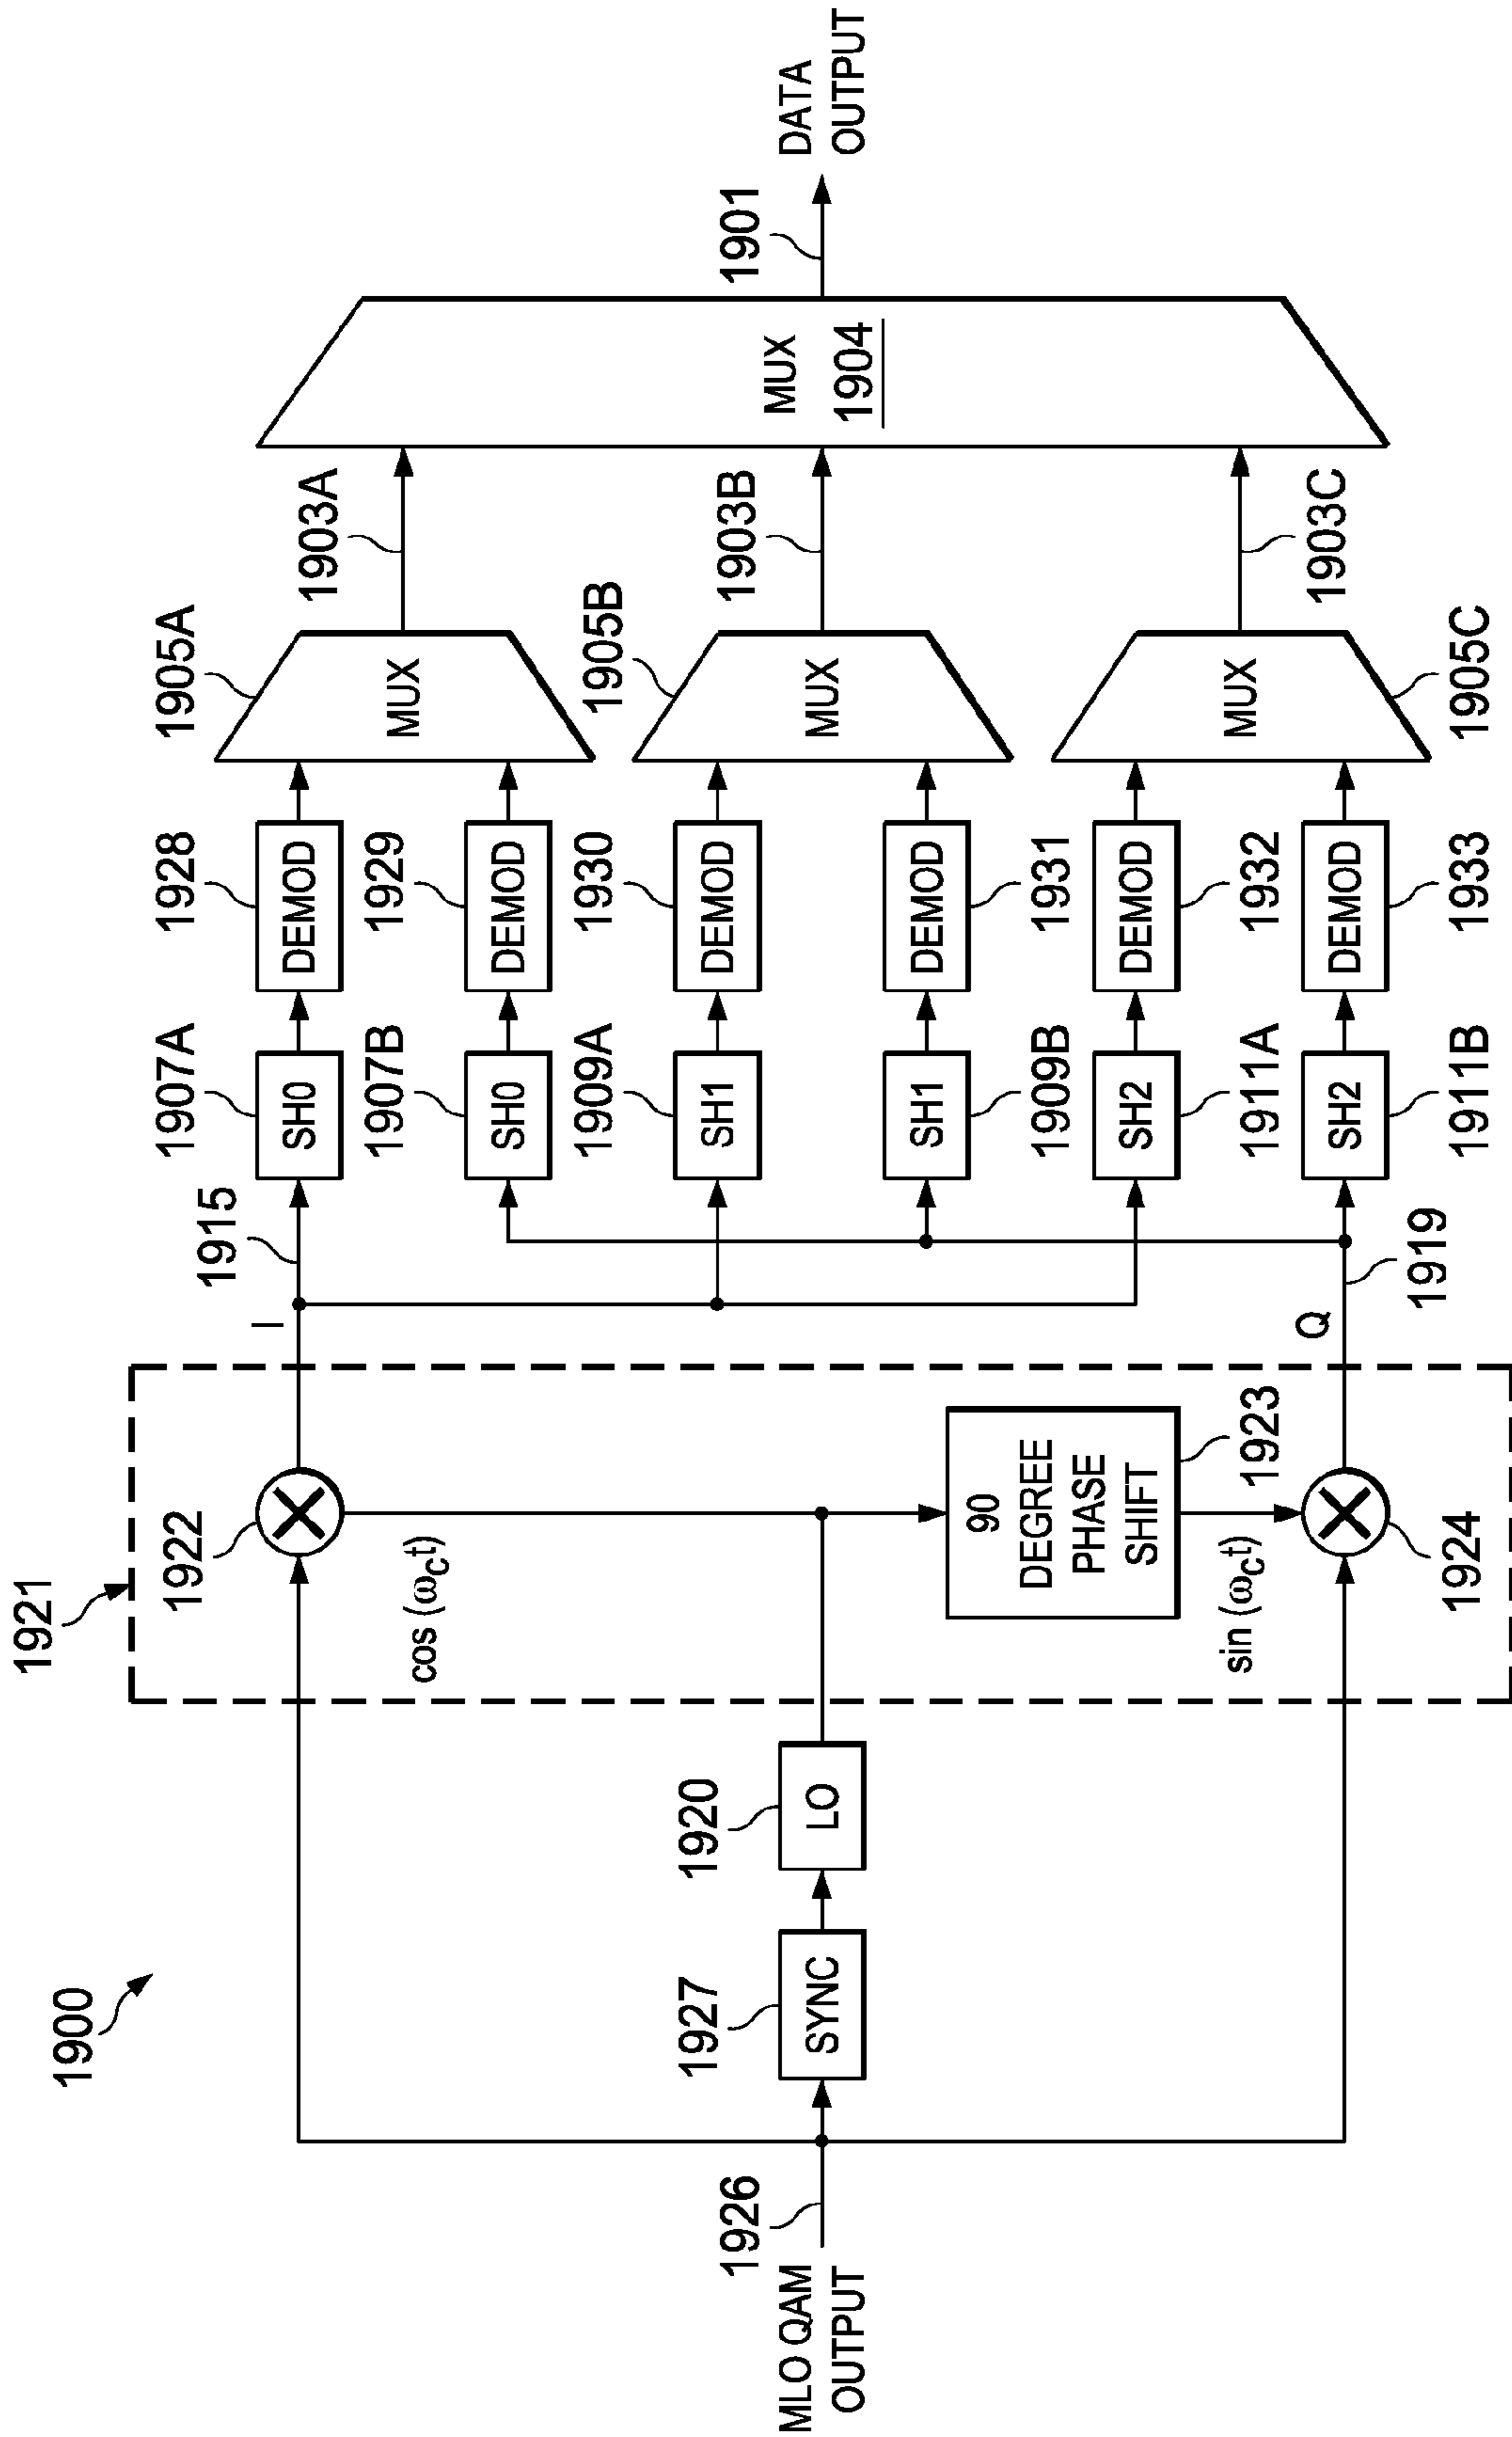 1900
MLO QAM
OUTPUT
1926
1927
SYNC
1920
LO
1921
1922
cos (ωct)
90
DEGREE
PHASE
SHIFT
1923
sin (ωct)
1924
I
1915
Q
1919
1907A
SH0
1907B
SH0
1909A
SH1
SH1
1909B
SH2
1911A
SH2
1911B
1928
DEMOD
1929
DEMOD
1930
DEMOD
DEMOD
1931
DEMOD
1932
DEMOD
1933
1905A
MUX
1905B
MUX
MUX
1905C
1903A
1903B
1903C
MUX
1904
1901
DATA
OUTPUT